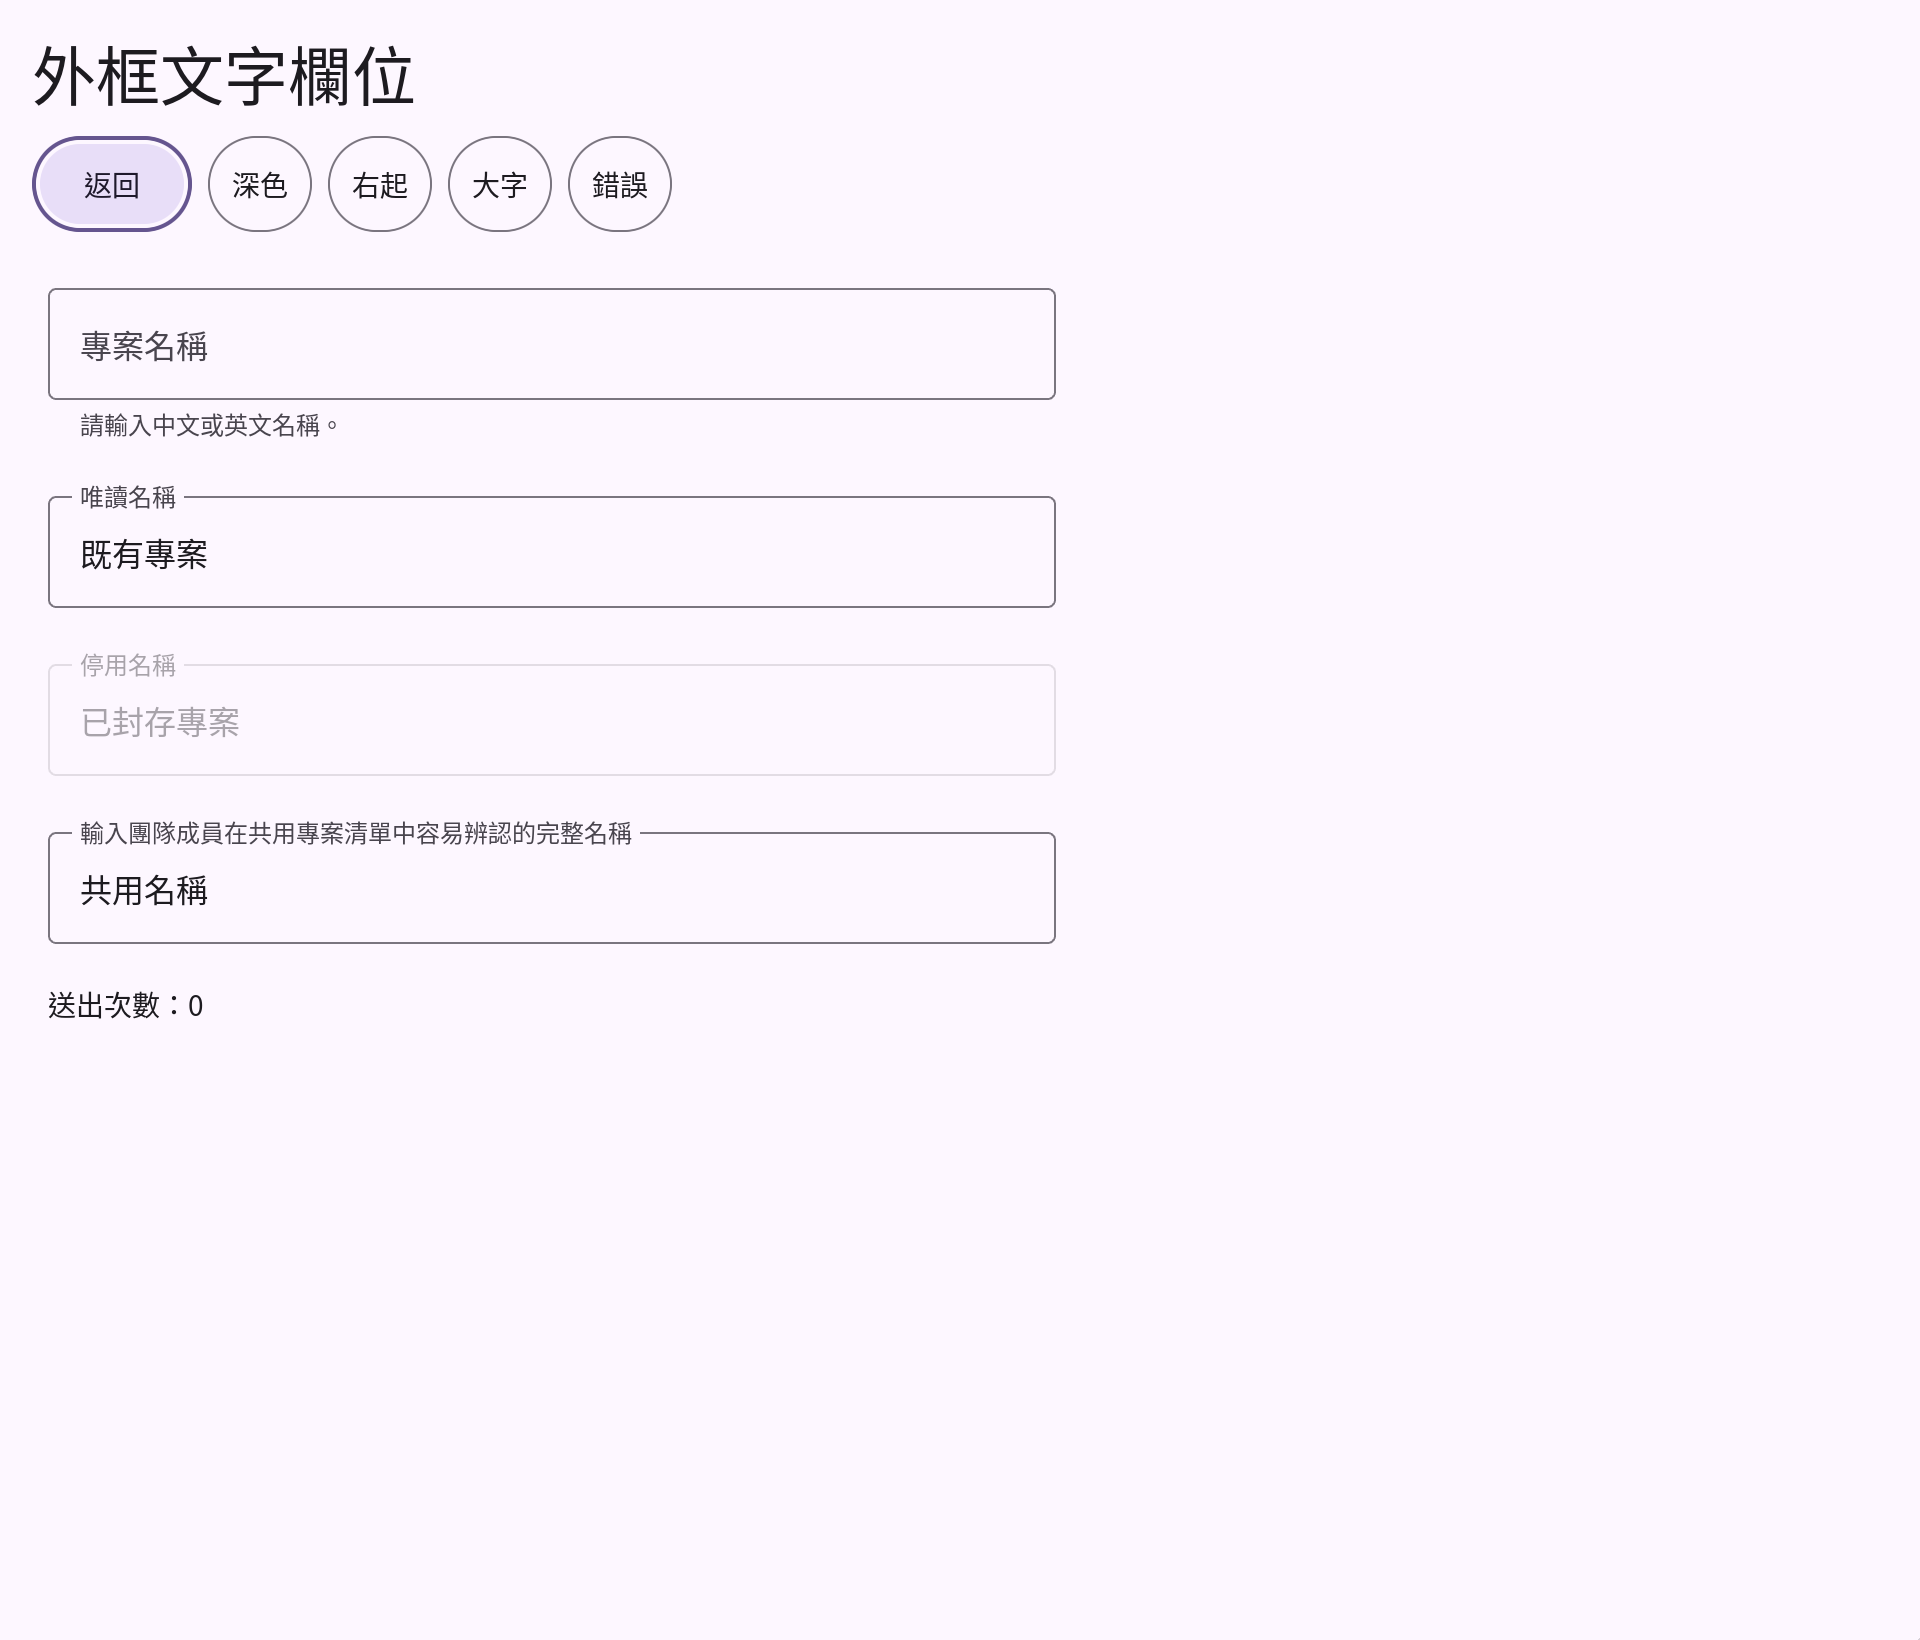 外框文字欄位
返回 深色 右起 大字 錯誤
專案名稱
請輸入中文或英文名稱。
唯讀名稱
既有專案
停用名稱
已封存專案
輸入團隊成員在共用專案清單中容易辨認的完整名稱
共用名稱
送出次數：0